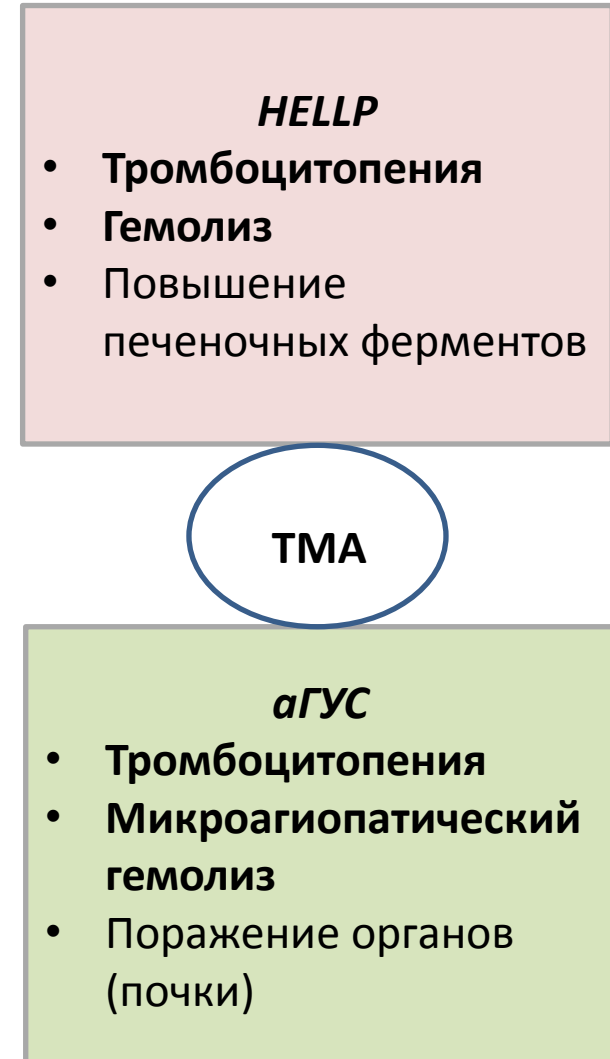 HELLP
• Тромбоцитопения
• Гемолиз
• Повышение
печеночных ферментов
ТМА
аГУС
• Тромбоцитопения
• Микроагиопатический
гемолиз
• Поражение органов
(почки)